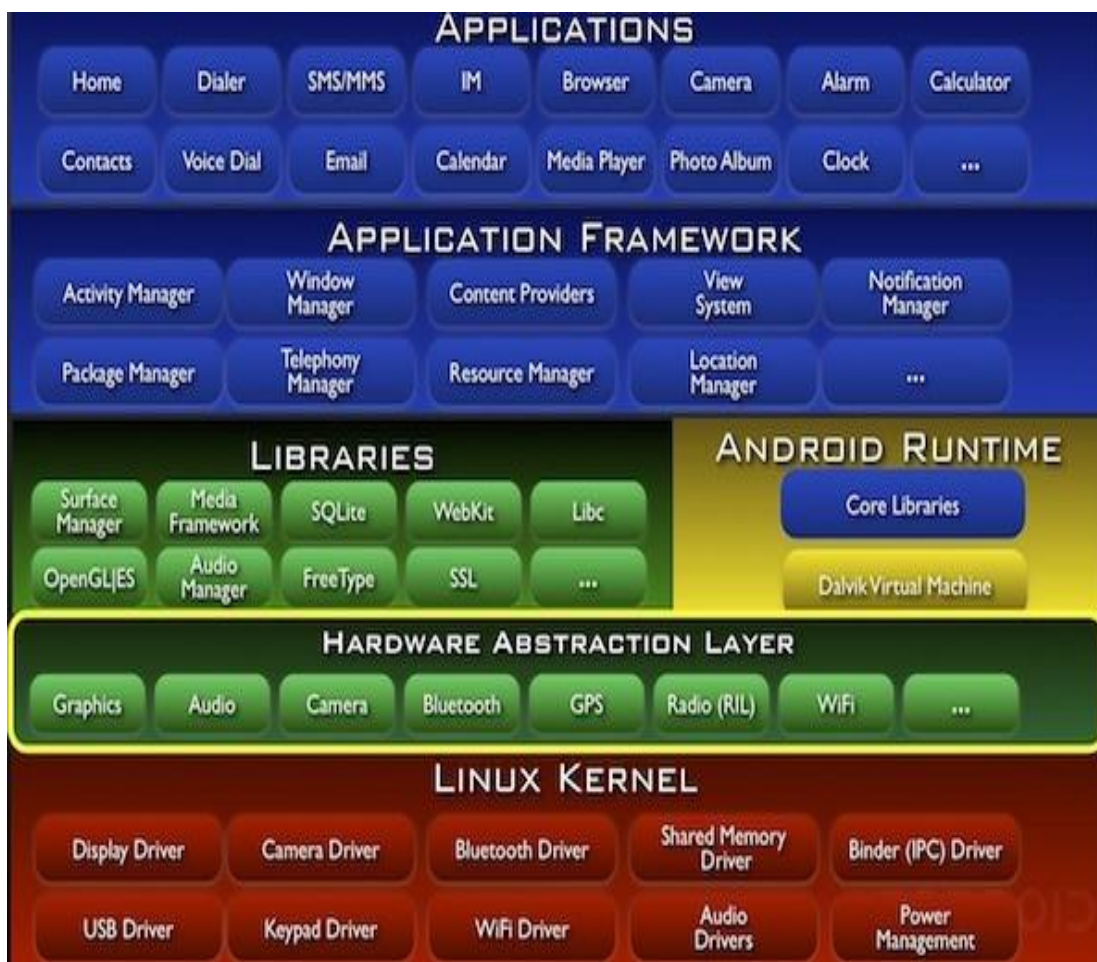 APPLICATIONS
Home Dialer SMS/MMS IM Browser Camera Alarm Calculator
Contacts Voice Dial Email Calendar Media Player Photo Album Clock ...
APPLICATION FRAMEWORK
Activity Manager Window Manager Content Providers View System Notification Manager
Package Manager Telephony Manager Resource Manager Location Manager ...
LIBRARIES
Surface Manager Media Framework SQLite WebKit Libc
OpenGL|ES Audio Manager FreeType SSL ...
ANDROID RUNTIME
Core Libraries
Dalvik Virtual Machine
HARDWARE ABSTRACTION LAYER
Graphics Audio Camera Bluetooth GPS Radio (RIL) WiFi ...
LINUX KERNEL
Display Driver Camera Driver Bluetooth Driver Shared Memory Driver Binder (IPC) Driver
USB Driver Keypad Driver WiFi Driver Audio Drivers Power Management